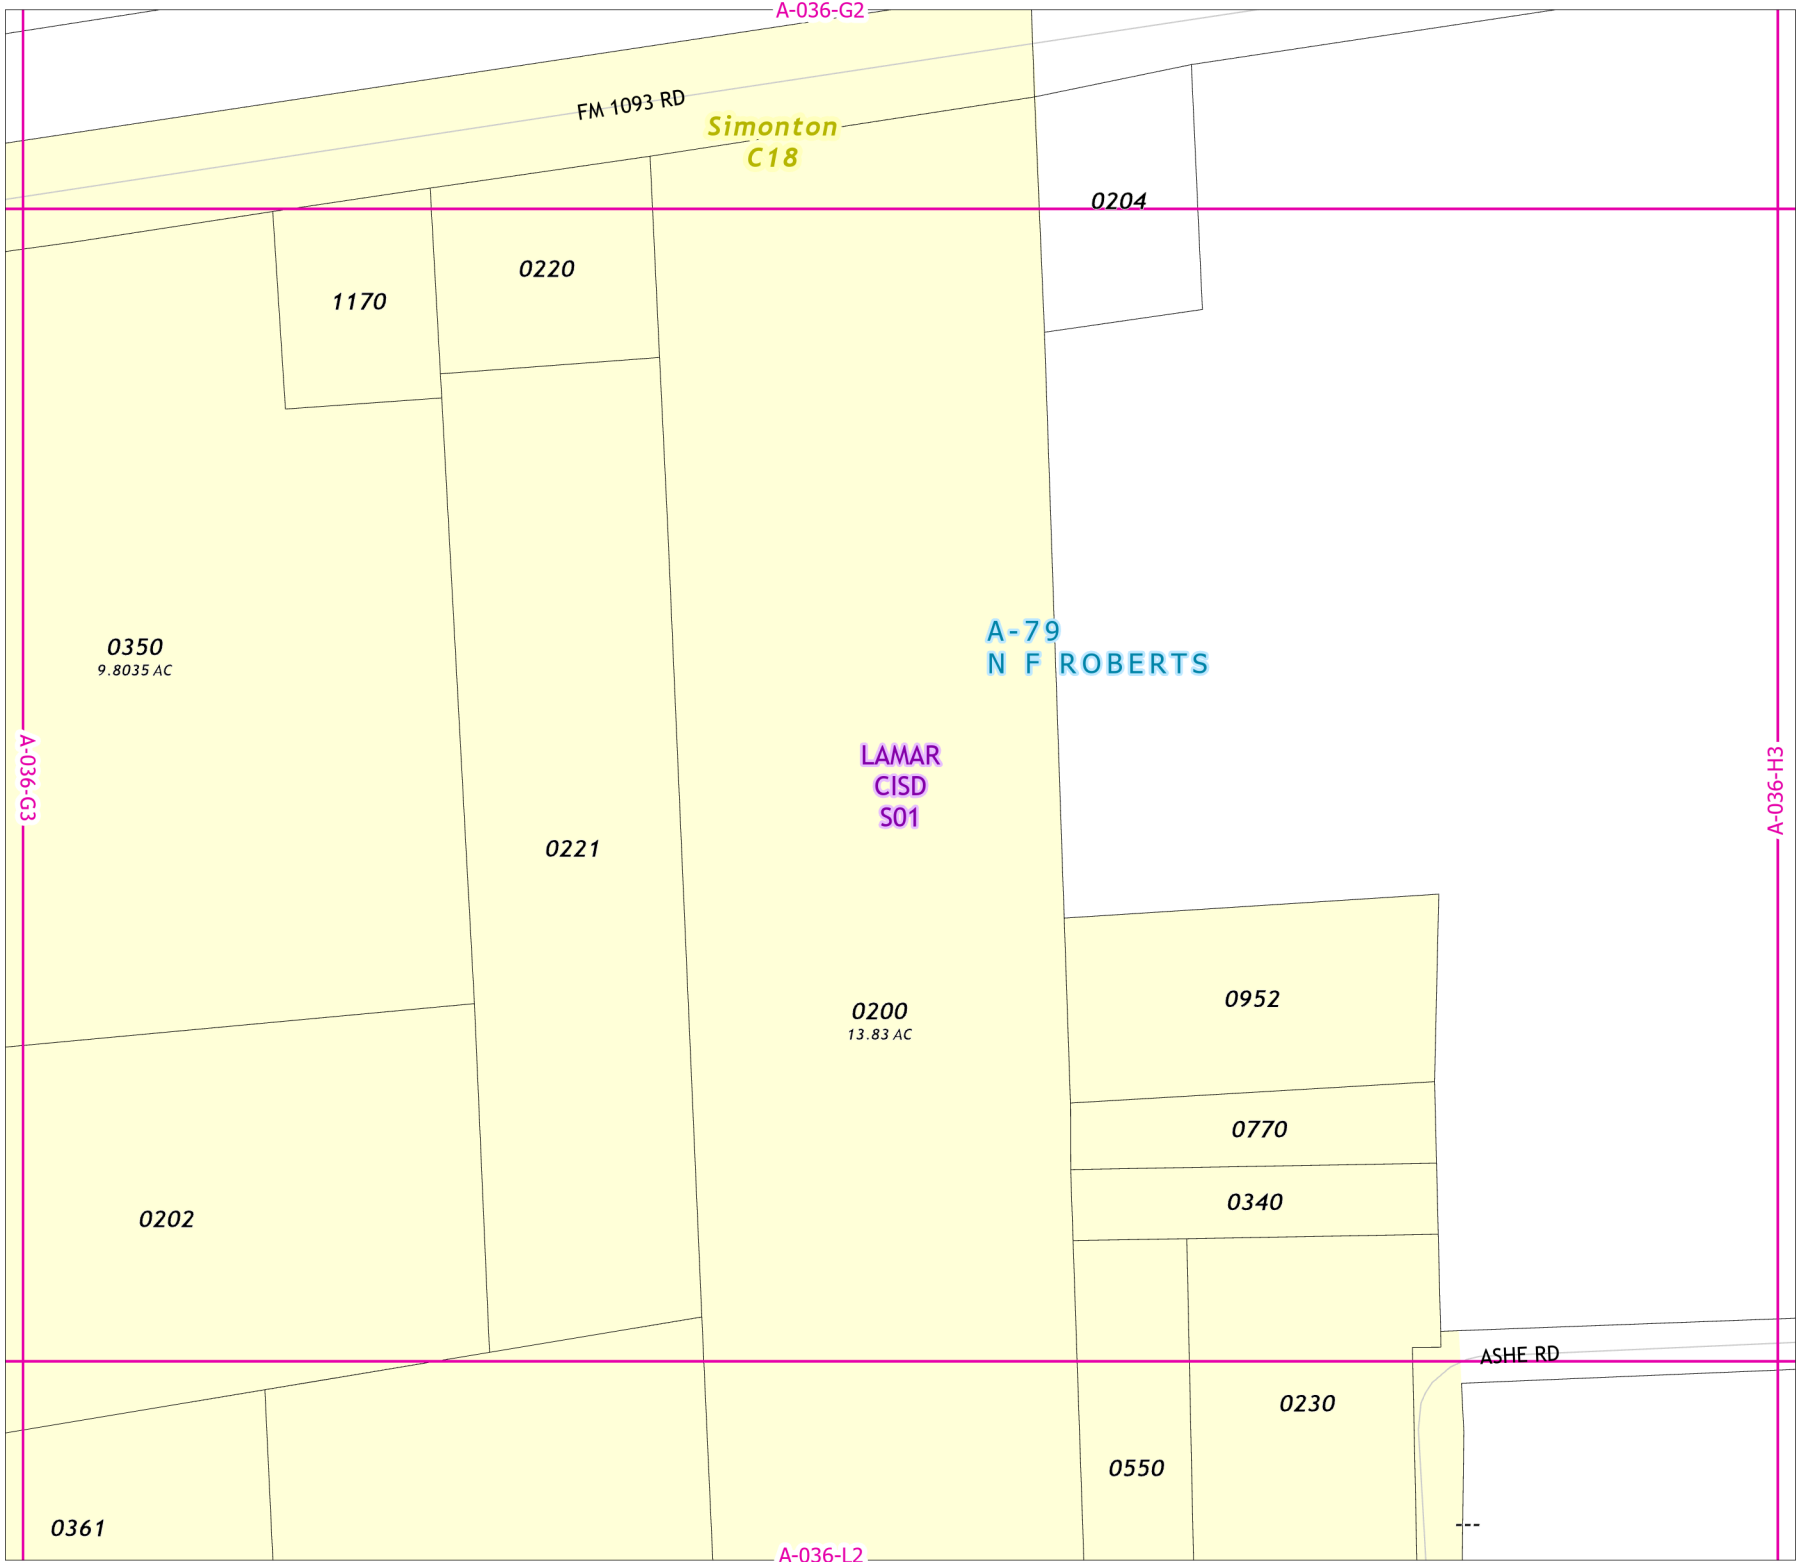 A-036-G2
FM 1093 RD
Simonton
C18
0204
0220
1170
A-79
N F ROBERTS
0350
9.8035 AC
LAMAR
CISD
S01
A-036-G3
A-036-H3
0221
0952
0200
13.83 AC
0770
0340
0202
ASHE RD
0230
0550
0361
---
A-036-L2